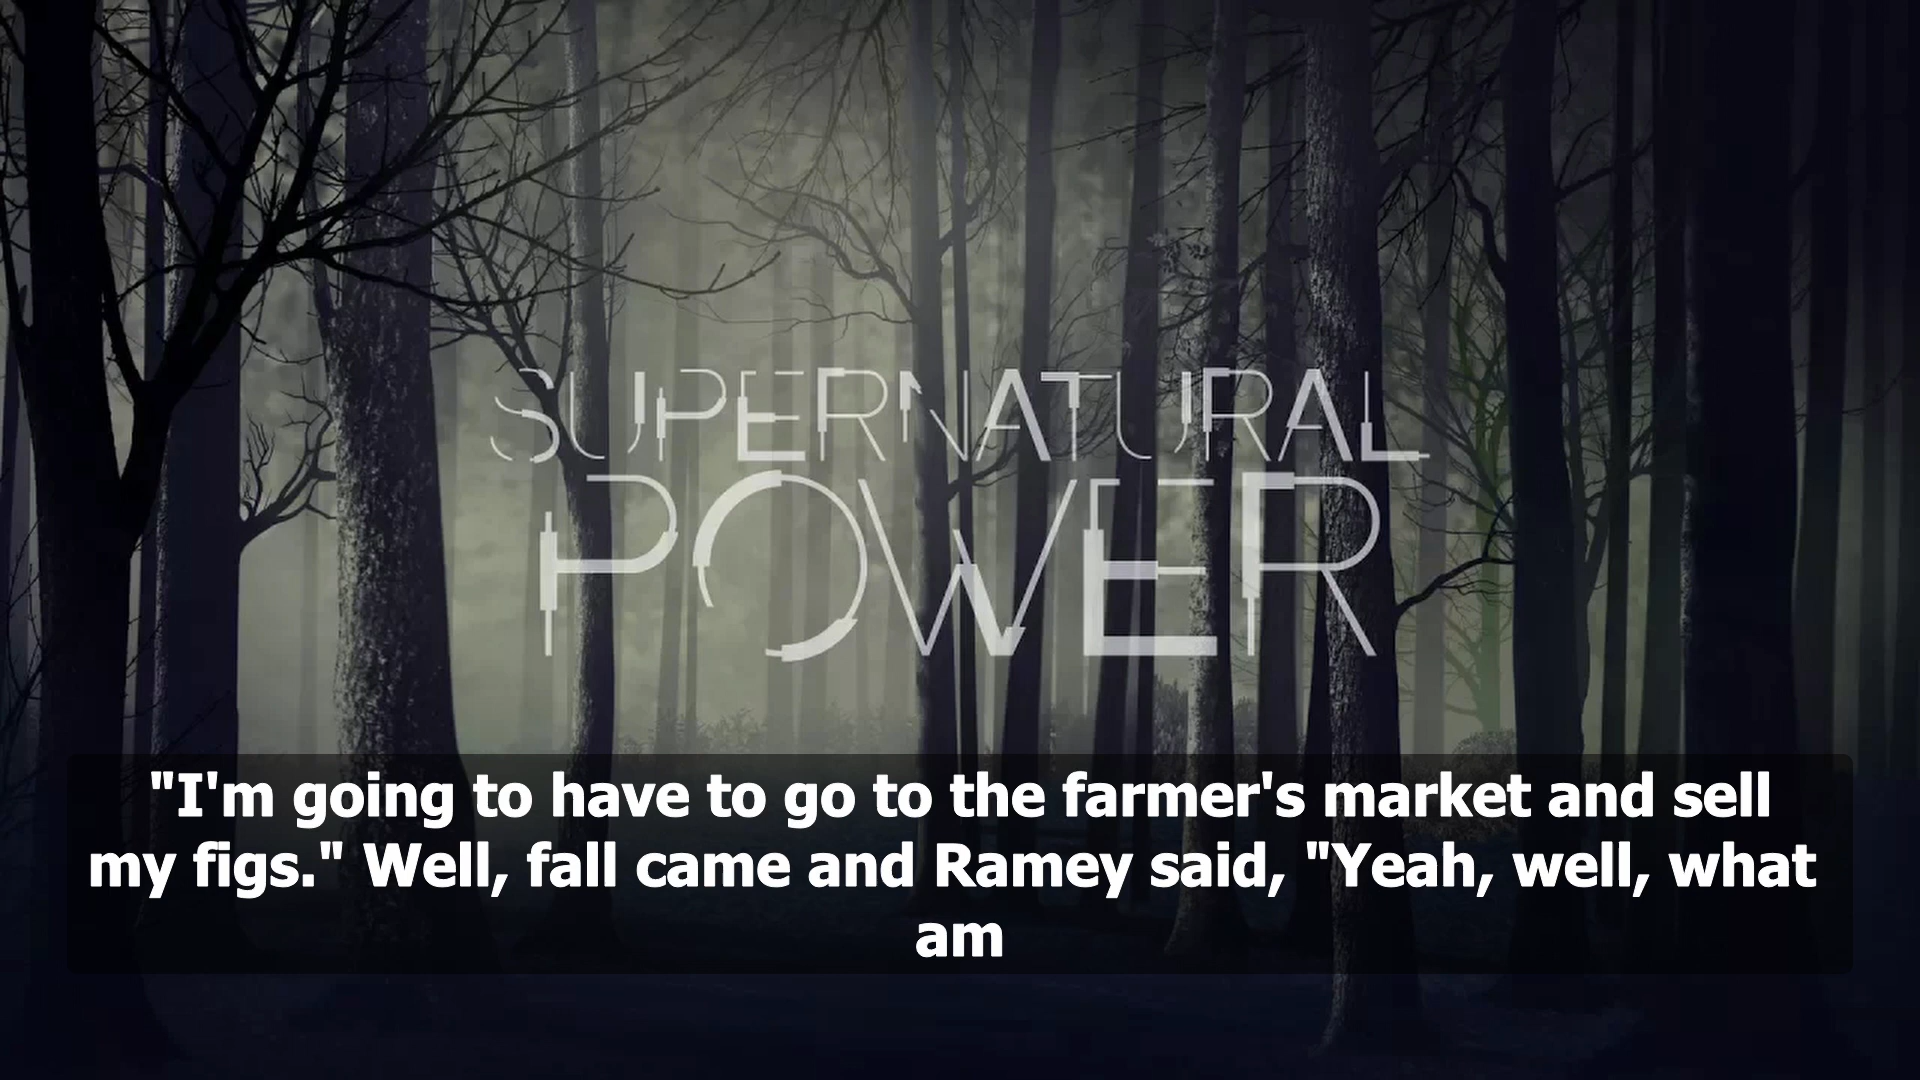 SUPERNATURAL
POWER
"I'm going to have to go to the farmer's market and sell
my figs." Well, fall came and Ramey said, "Yeah, well, what
am